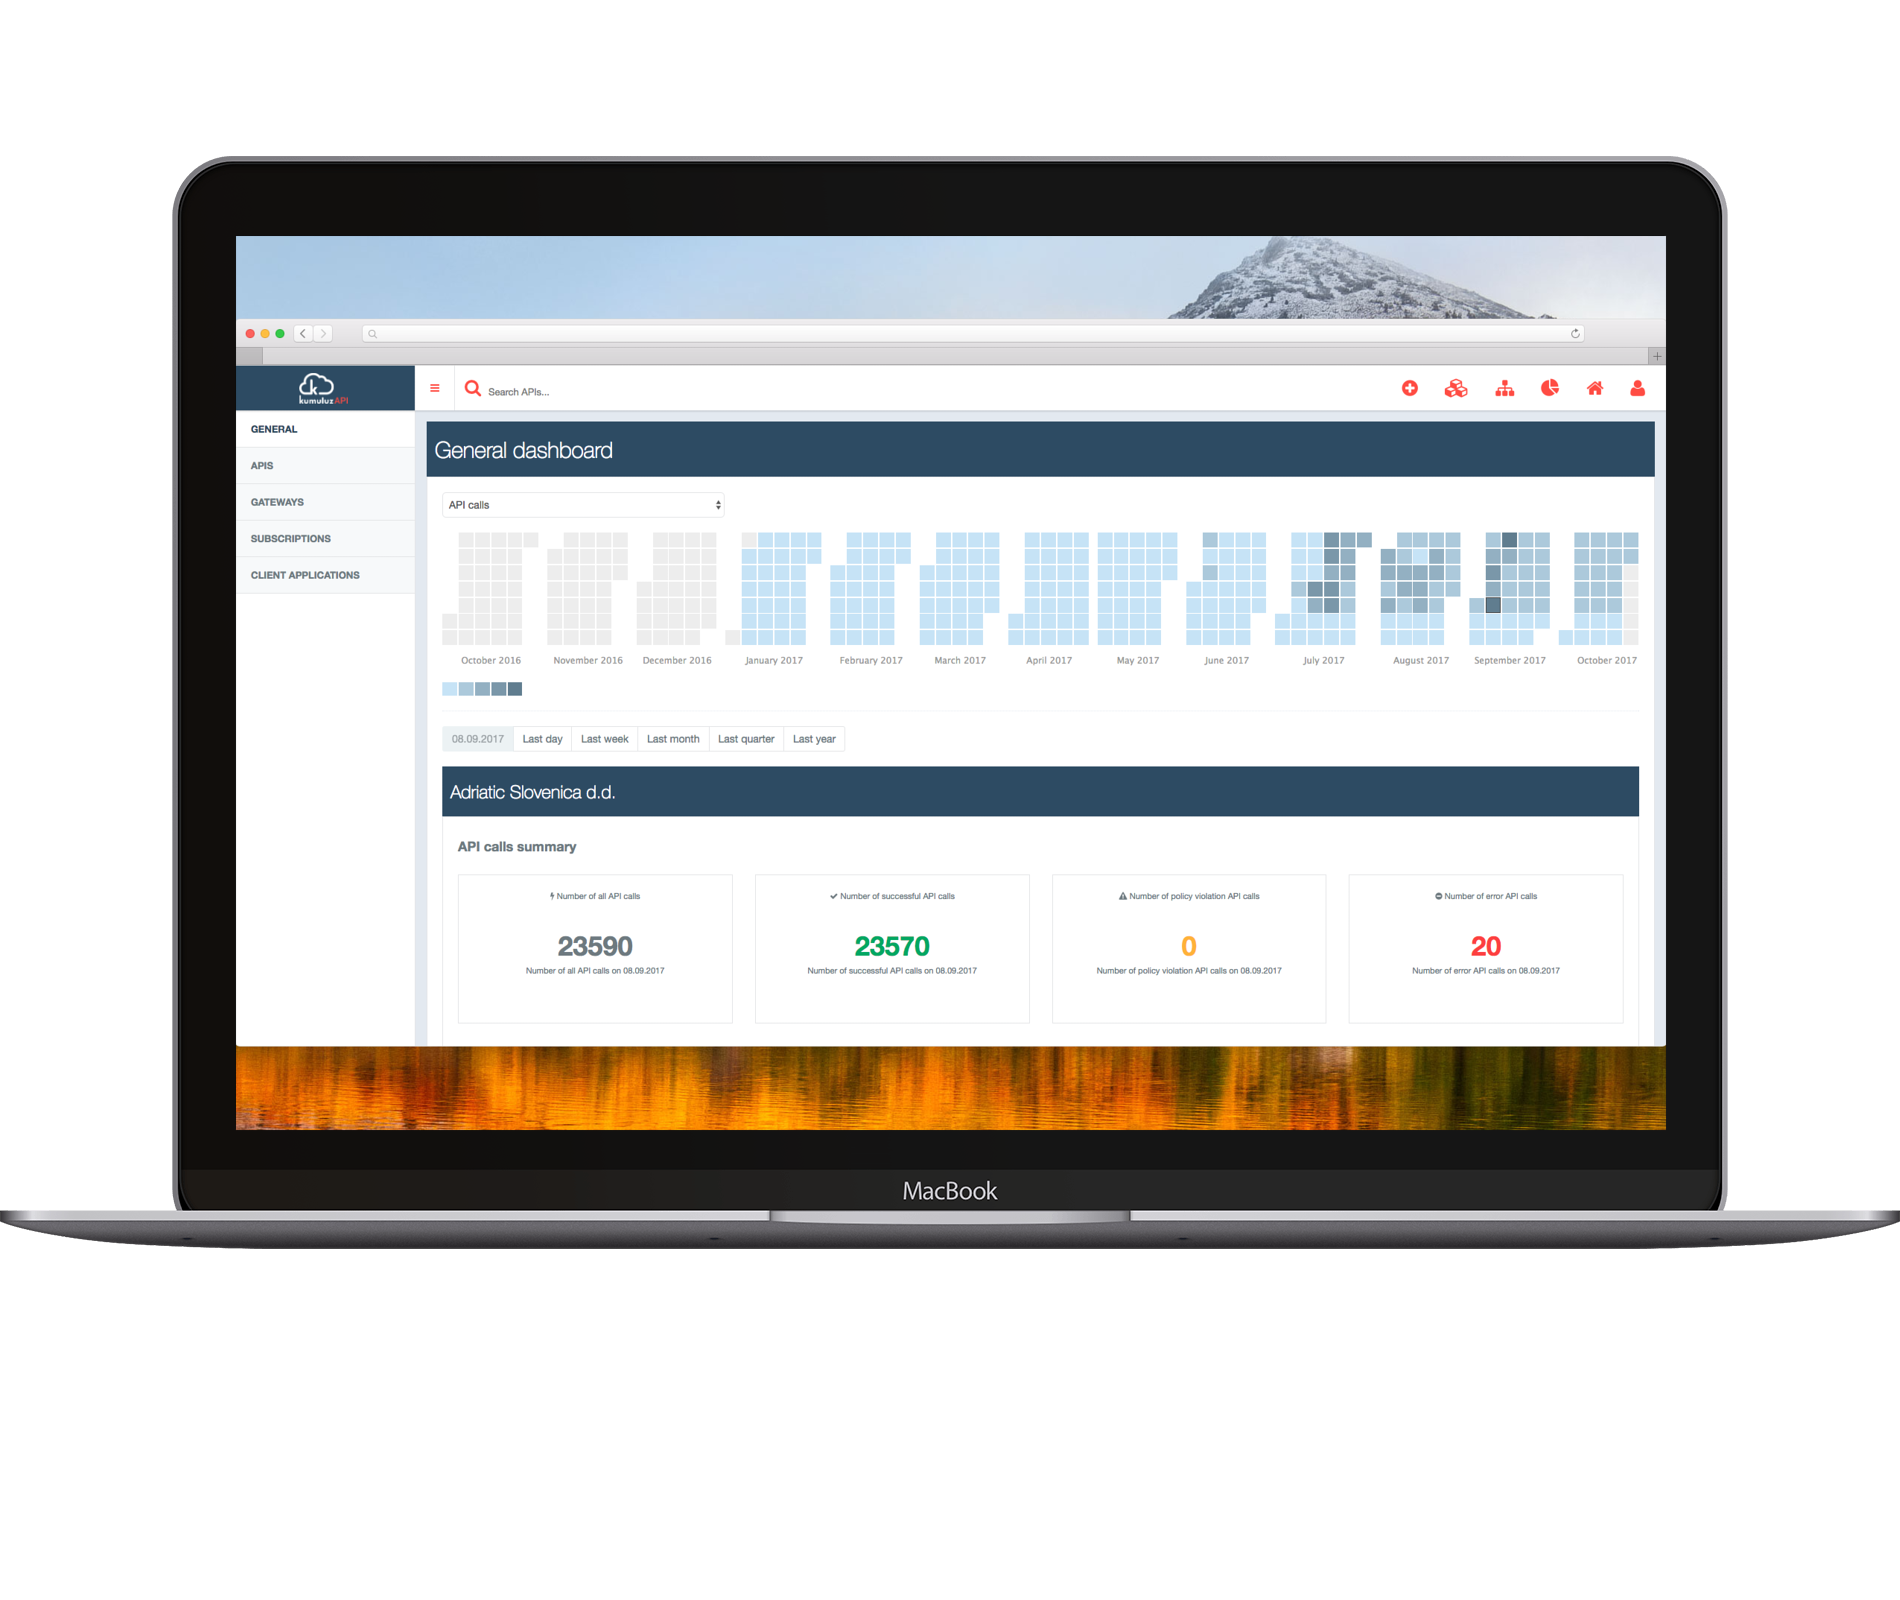 kumuluzAPI
Search APIs...
GENERAL
APIS
GATEWAYS
SUBSCRIPTIONS
CLIENT APPLICATIONS
General dashboard
API calls
October 2016 November 2016 December 2016 January 2017 February 2017 March 2017 April 2017 May 2017 June 2017 July 2017 August 2017 September 2017 October 2017
08.09.2017 Last day Last week Last month Last quarter Last year
Adriatic Slovenica d.d.
API calls summary
Number of all API calls
23590
Number of all API calls on 08.09.2017
Number of successful API calls
23570
Number of successful API calls on 08.09.2017
Number of policy violation API calls
0
Number of policy violation API calls on 08.09.2017
Number of error API calls
20
Number of error API calls on 08.09.2017
MacBook